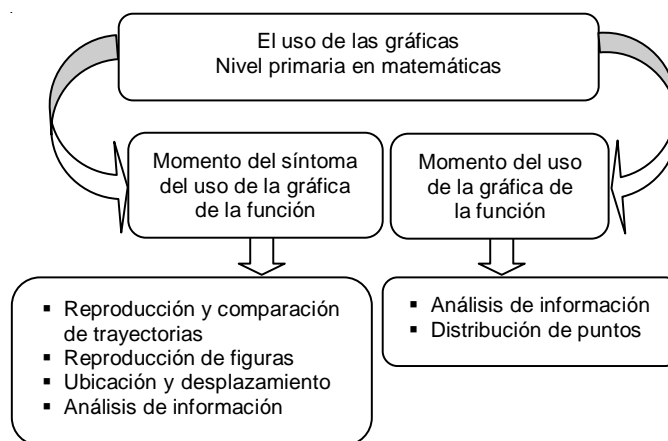 El uso de las gráficas
Nivel primaria en matemáticas
Momento del síntoma
del uso de la gráfica
de la función
Momento del uso
de la gráfica de
la función
▪ Reproducción y comparación
de trayectorias
▪ Reproducción de figuras
▪ Ubicación y desplazamiento
▪ Análisis de información
▪ Análisis de información
▪ Distribución de puntos